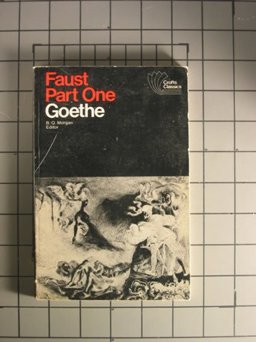 Faust
Part One
Goethe
B. Q. Morgan
Editor
Crofts
Classics